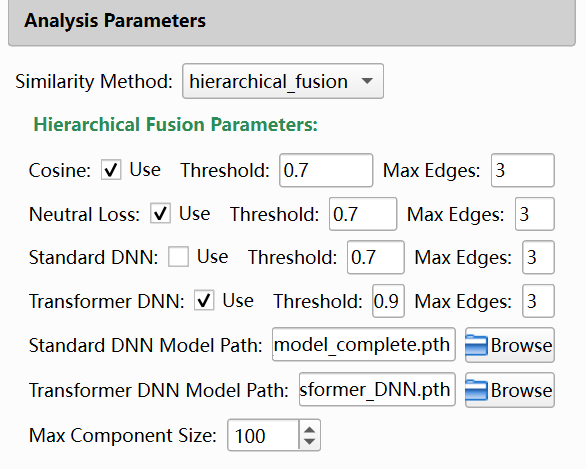 Analysis Parameters
Similarity Method: hierarchical_fusion
Hierarchical Fusion Parameters:
Cosine: Use Threshold: 0.7 Max Edges: 3
Neutral Loss: Use Threshold: 0.7 Max Edges: 3
Standard DNN: Use Threshold: 0.7 Max Edges: 3
Transformer DNN: Use Threshold: 0.9 Max Edges: 3
Standard DNN Model Path: model_complete.pth Browse
Transformer DNN Model Path: sformer_DNN.pth Browse
Max Component Size: 100